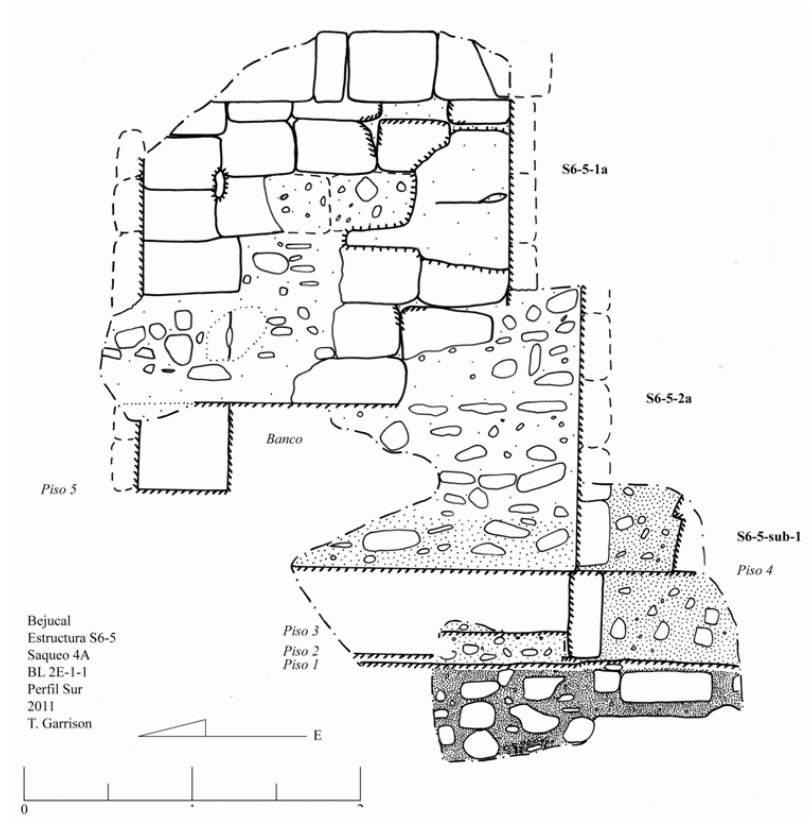 S6-5-1a
S6-5-2a
Banco
Piso 5
S6-5-sub-1
Piso 4
Piso 3
Piso 2
Piso 1
Bejucal
Estructura S6-5
Saqueo 4A
BL 2E-1-1
Perfil Sur
2011
T. Garrison
E
0